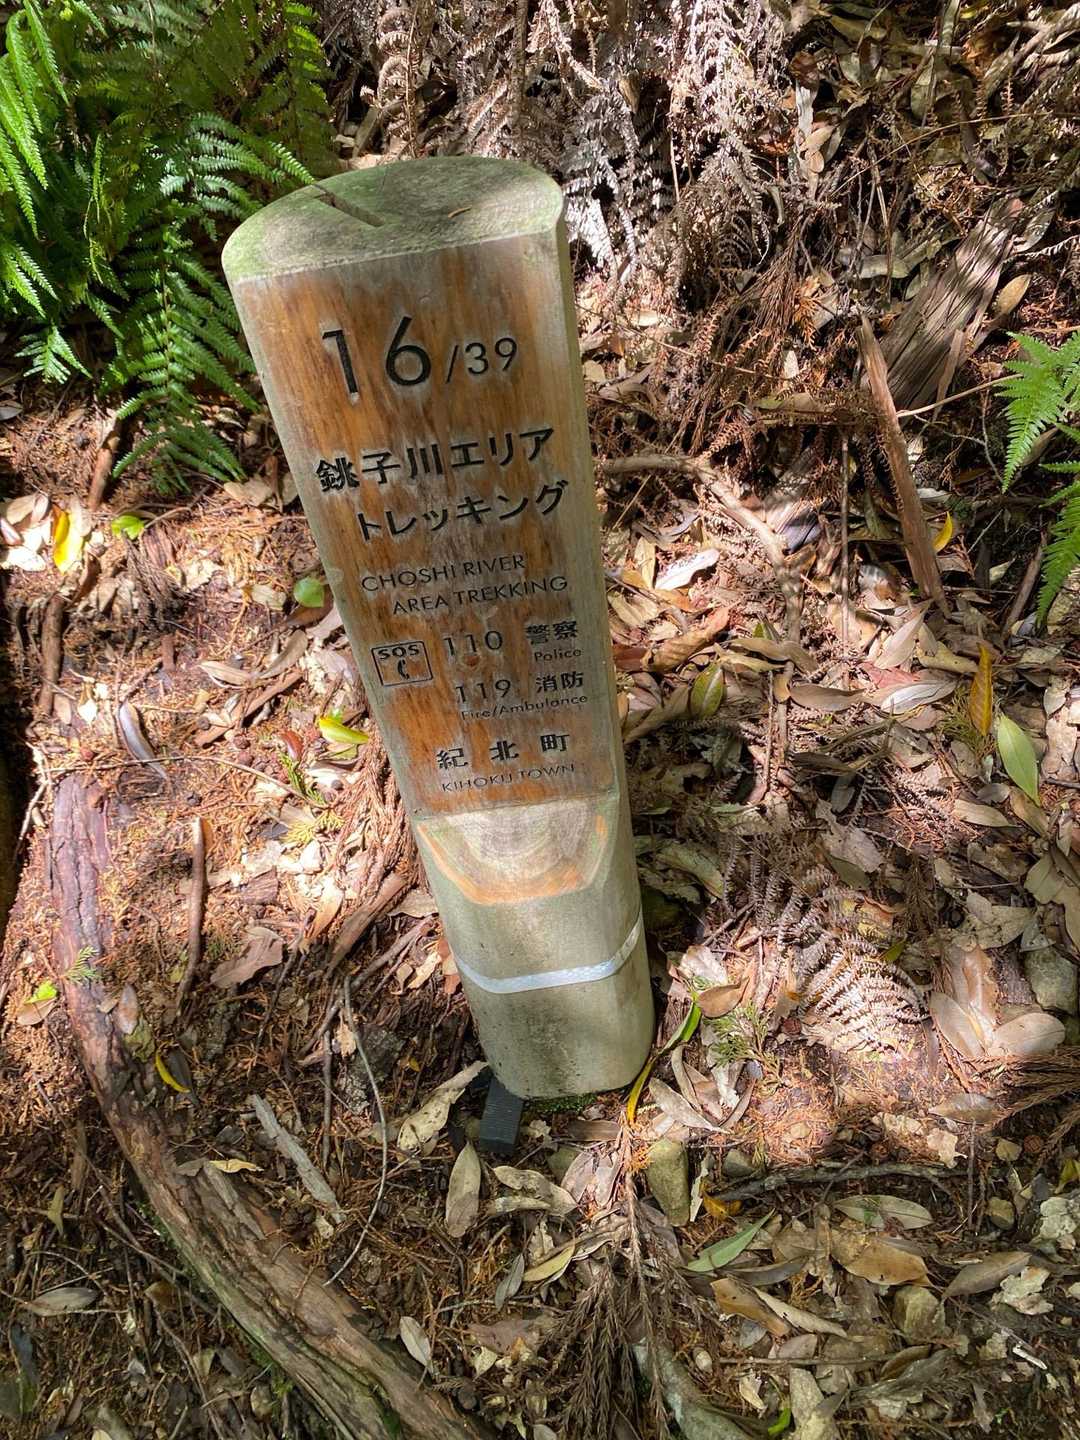 16/39
銚子川エリア
トレッキング
CHOSHI RIVER
AREA TREKKING
SOS 110 警察
Police
119 消防
Fire/Ambulance
紀北町
KIHOKU TOWN